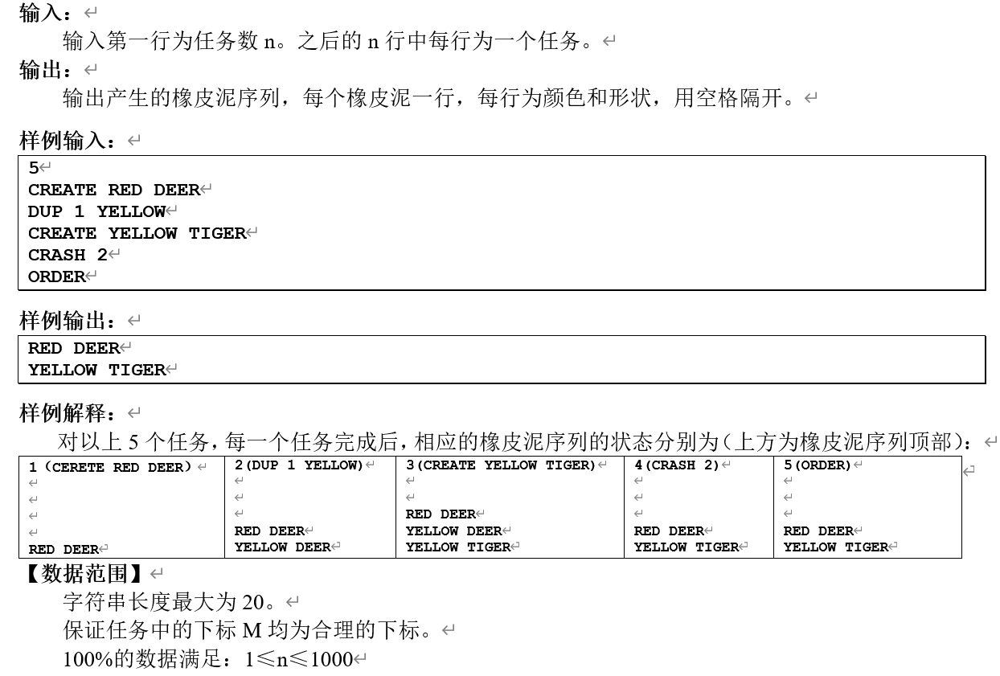 输入：
输入第一行为任务数 n。之后的 n 行中每行为一个任务。
输出：
输出产生的橡皮泥序列，每个橡皮泥一行，每行为颜色和形状，用空格隔开。
样例输入：
5
CREATE RED DEER
DUP 1 YELLOW
CREATE YELLOW TIGER
CRASH 2
ORDER
样例输出：
RED DEER
YELLOW TIGER
样例解释：
对以上 5 个任务，每一个任务完成后，相应的橡皮泥序列的状态分别为（上方为橡皮泥序列顶部）：
1（CERETE RED DEER）
RED DEER
2(DUP 1 YELLOW)
RED DEER
YELLOW DEER
3(CREATE YELLOW TIGER)
RED DEER
YELLOW DEER
YELLOW TIGER
4(CRASH 2)
RED DEER
YELLOW TIGER
5(ORDER)
RED DEER
YELLOW TIGER
【数据范围】
字符串长度最大为 20。
保证任务中的下标 M 均为合理的下标。
100%的数据满足：1≤n≤1000